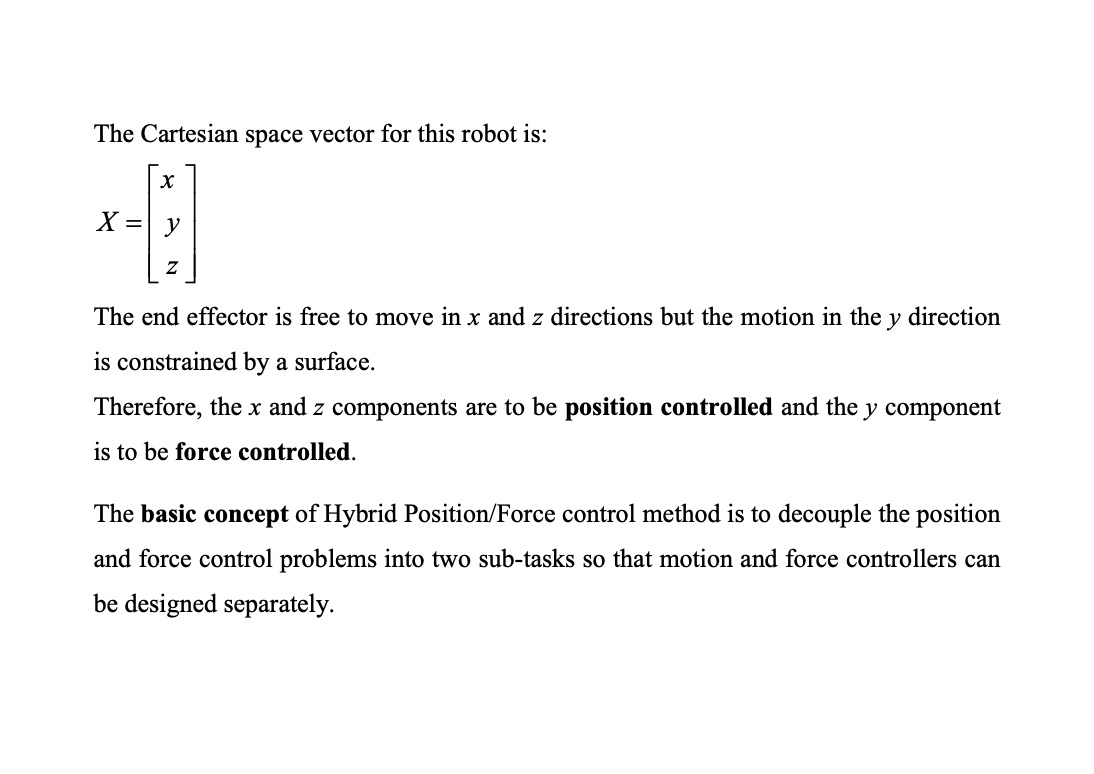 The Cartesian space vector for this robot is:
x
X = y
z
The end effector is free to move in x and z directions but the motion in the y direction
is constrained by a surface.
Therefore, the x and z components are to be position controlled and the y component
is to be force controlled.
The basic concept of Hybrid Position/Force control method is to decouple the position
and force control problems into two sub-tasks so that motion and force controllers can
be designed separately.